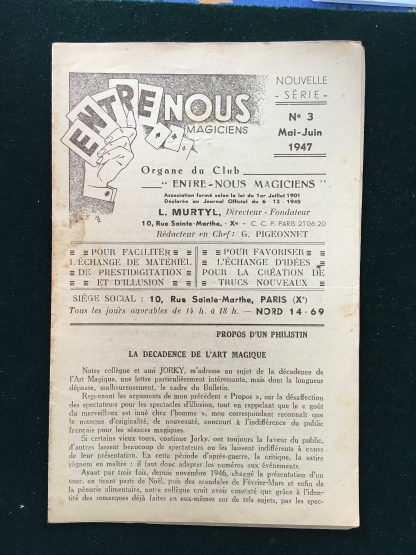 ENTRE NOUS
MAGICIENS
NOUVELLE
- SÉRIE -
N° 3
Mai-Juin
1947
Organe du Club
" ENTRE-NOUS MAGICIENS "
Association formée selon la loi du 1er Juillet 1901
Déclarée au Journal Officiel du 6-12-1945
L. MURTYL, Directeur-Fondateur
10, Rue Sainte-Marthe, Xe - C. C. P. PARIS 2706.20
Rédacteur en Chef: G. PIGEONNET
POUR FACILITER
L'ÉCHANGE DE MATÉRIEL
DE PRESTIDIGITATION
ET D'ILLUSION
POUR FAVORISER
L'ÉCHANGE D'IDÉES
POUR LA CRÉATION DE
TRUCS NOUVEAUX
SIÈGE SOCIAL : 10, Rue Sainte-Marthe, PARIS (Xe)
Tous les jours ouvrables de 14 h. à 18 h. — NORD 14-69
PROPOS D'UN PHILISTIN
LA DECADENCE DE L'ART MAGIQUE
Notre collègue et ami JORKY, m'adresse au sujet de la décadence de
l'Art Magique, une lettre particulièrement intéressante, mais dont la longueur
dépasse, malheureusement, le cadre du Bulletin.
Reprenant les arguments de mon précédent « Propos », sur la désaffection
des spectateurs pour les spectacles d'illusion, tout en rappelant que le « goût
du merveilleux est inné chez l'homme », mon correspondant reconnaît que
le manque d'originalité, de nouveauté, concourt à l'indifférence du public
français pour les séances magiques.
Si certains vieux tours, continue Jorky, ont toujours la faveur du public,
d'autres lassent beaucoup de spectateurs ou les laissent indifférents à cause
de leur présentation. En cette période d'après-guerre, la critique, la satire
règnent en maître : il faut donc adapter les numéros aux événements.
Ayant par trois fois, depuis novembre 1946, changé la présentation d'un
tour, en tirant parti de Noël, puis des scandales de Février-Mars et enfin de
la pénurie alimentaire, notre collègue croit avoir constaté que grâce à l'iden-
tité des remarques déjà faites en eux-mêmes sur de tels sujets, par les spec-